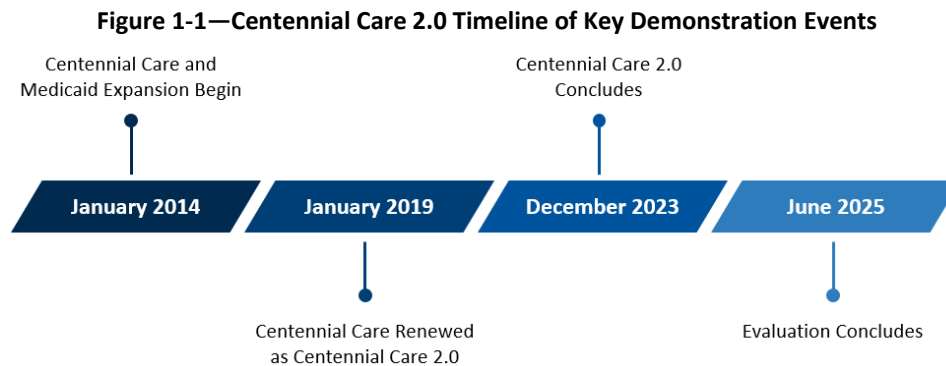 Figure 1-1—Centennial Care 2.0 Timeline of Key Demonstration Events
Centennial Care and
Medicaid Expansion Begin
Centennial Care 2.0
Concludes
January 2014
January 2019
December 2023
June 2025
Centennial Care Renewed
as Centennial Care 2.0
Evaluation Concludes